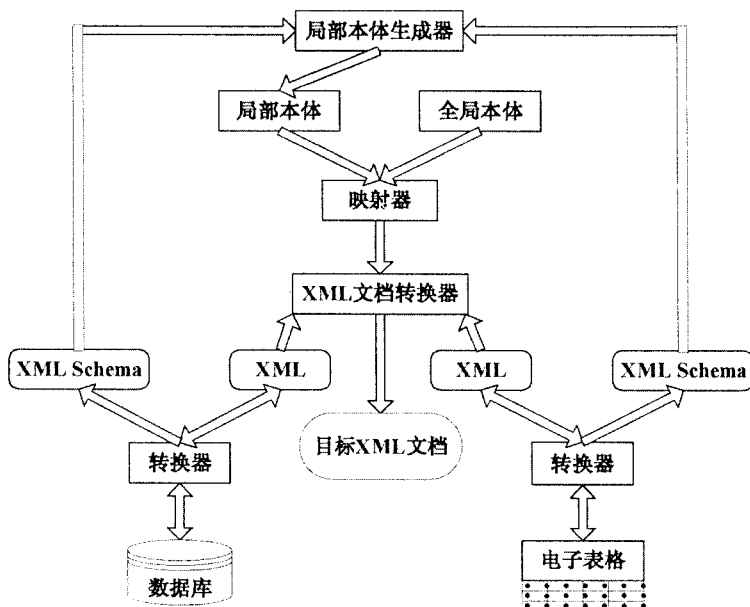 局部本体生成器
局部本体
全局本体
映射器
XML文档转换器
XML Schema
XML
XML
XML Schema
目标XML文档
转换器
转换器
数据库
电子表格